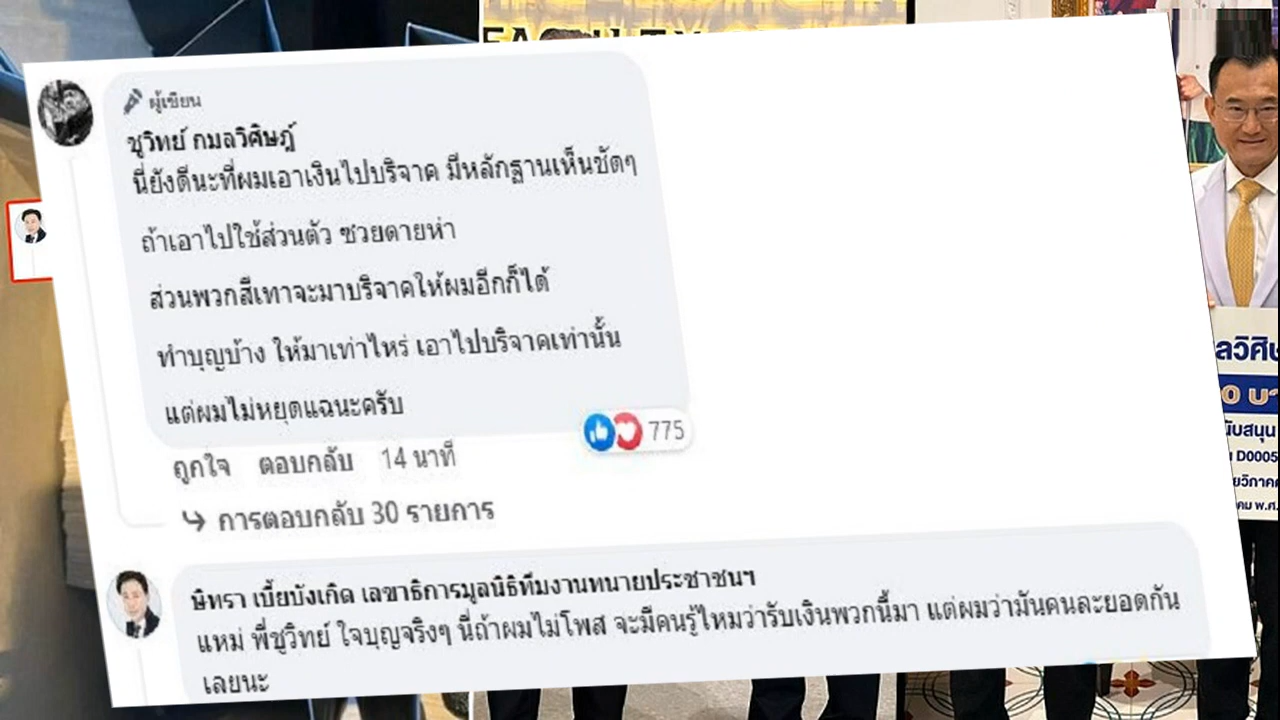 ผู้เขียน
ชูวิทย์ กมลวิศิษฎ์
นี่ยังดีนะที่ผมเอาเงินไปบริจาค มีหลักฐานเห็นชัดๆ
ถ้าเอาไปใช้ส่วนตัว ซวยตายห่า
ส่วนพวกสีเทาจะมาบริจาคให้ผมอีกก็ได้
ทำบุญบ้าง ให้มาเท่าไหร่ เอาไปบริจาคเท่านั้น
แต่ผมไม่หยุดแฉนะครับ
775
ถูกใจ ตอบกลับ 14 นาที
การตอบกลับ 30 รายการ
ษิทรา เบี้ยบังเกิด เลขาธิการมูลนิธิทีมงานทนายประชาชนฯ
แหม่ พี่ชูวิทย์ ใจบุญจริงๆ นี่ถ้าผมไม่โพส จะมีคนรู้ไหมว่ารับเงินพวกนี้มา แต่ผมว่ามันคนละยอดกัน
เลยนะ
ลวิศิษ
0 บา
D0005